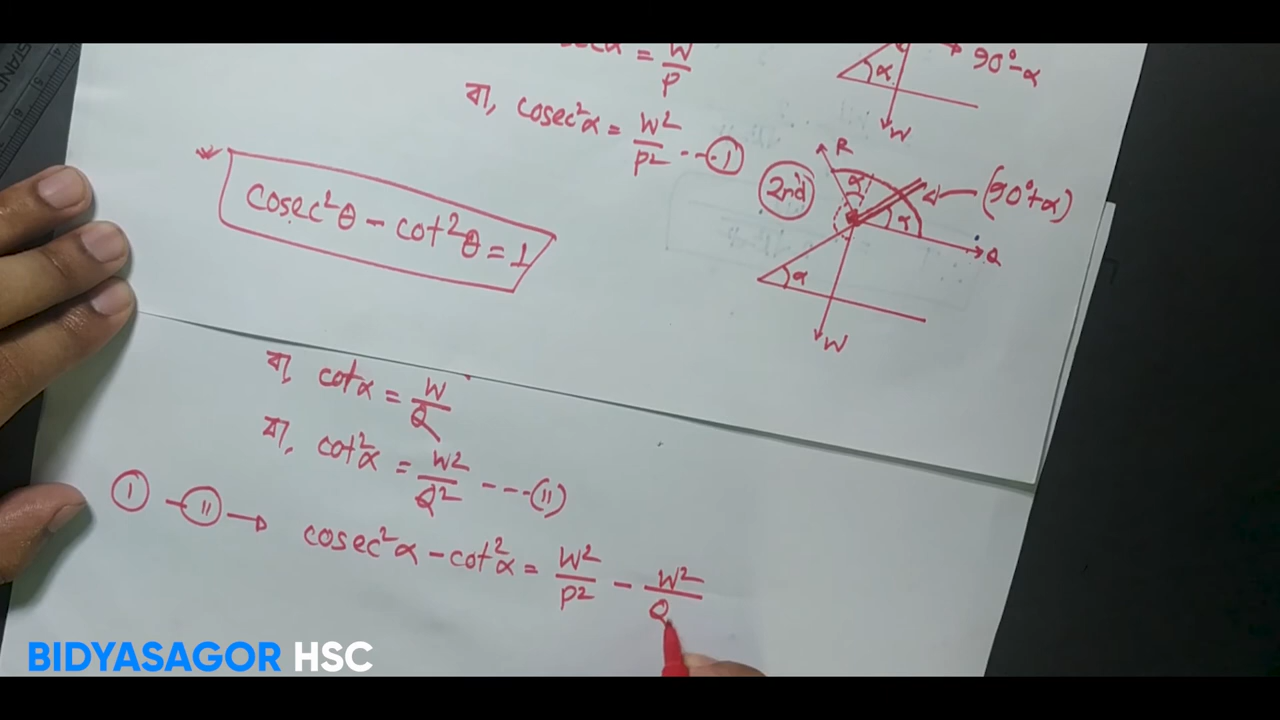 = W/P
90°-α
α
W
বা, cosec²α = W²/P² ---(I)
R
2nd
α
(90°+α)
α
Q
α
W
cosec²θ - cot²θ = 1
বা, cotα = W/Q
বা, cot²α = W²/Q² ----(II)
(I) - (II) → cosec²α - cot²α = W²/P² - W²/Q
BIDYASAGOR HSC